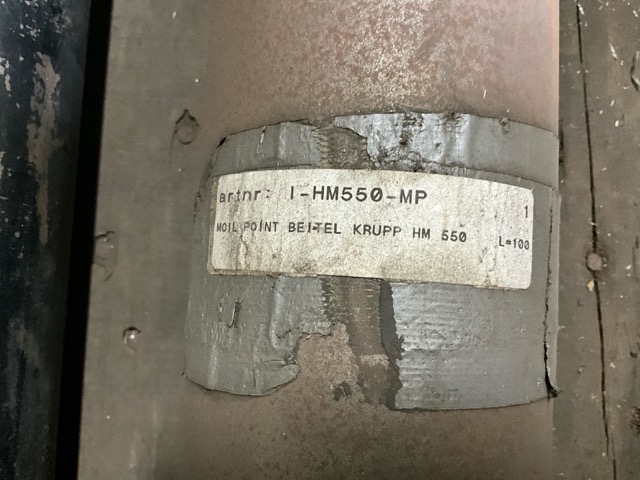 artnr: I-HM550-MP 1
MOIL POINT BEITEL KRUPP HM 550 L=100